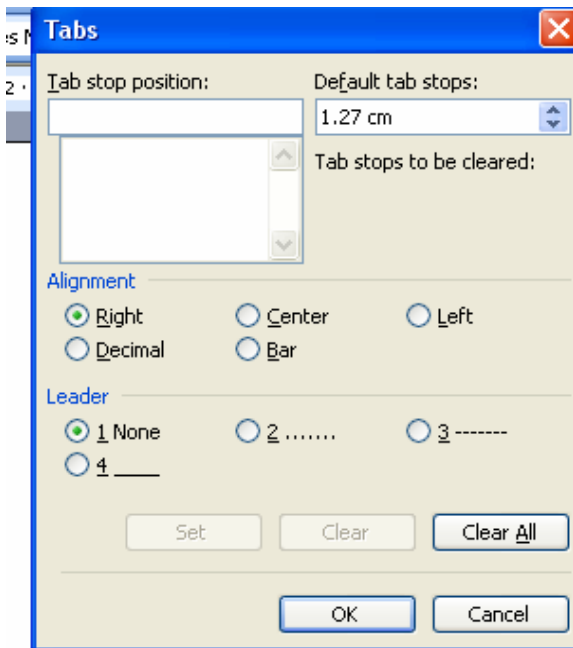 Tabs
Tab stop position: Default tab stops:
1.27 cm
Tab stops to be cleared:
Alignment
Right Center Left
Decimal Bar
Leader
1 None 2 ....... 3 -------
4 ____
Set Clear Clear All
OK Cancel